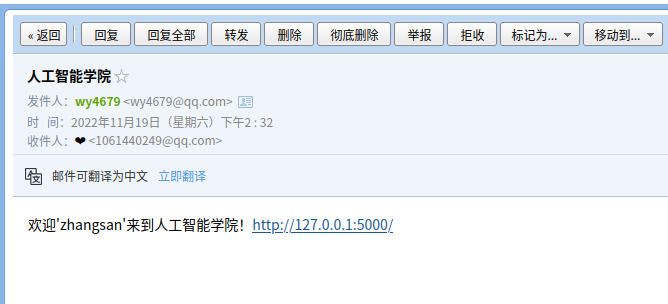 « 返回 回复 回复全部 转发 删除 彻底删除 举报 拒收 标记为... 移动到...
人工智能学院☆
发件人：wy4679 <wy4679@qq.com>
时 间：2022年11月19日（星期六）下午2 : 32
收件人：❤ <1061440249@qq.com>
邮件可翻译为中文 立即翻译
欢迎'zhangsan'来到人工智能学院！http://127.0.0.1:5000/